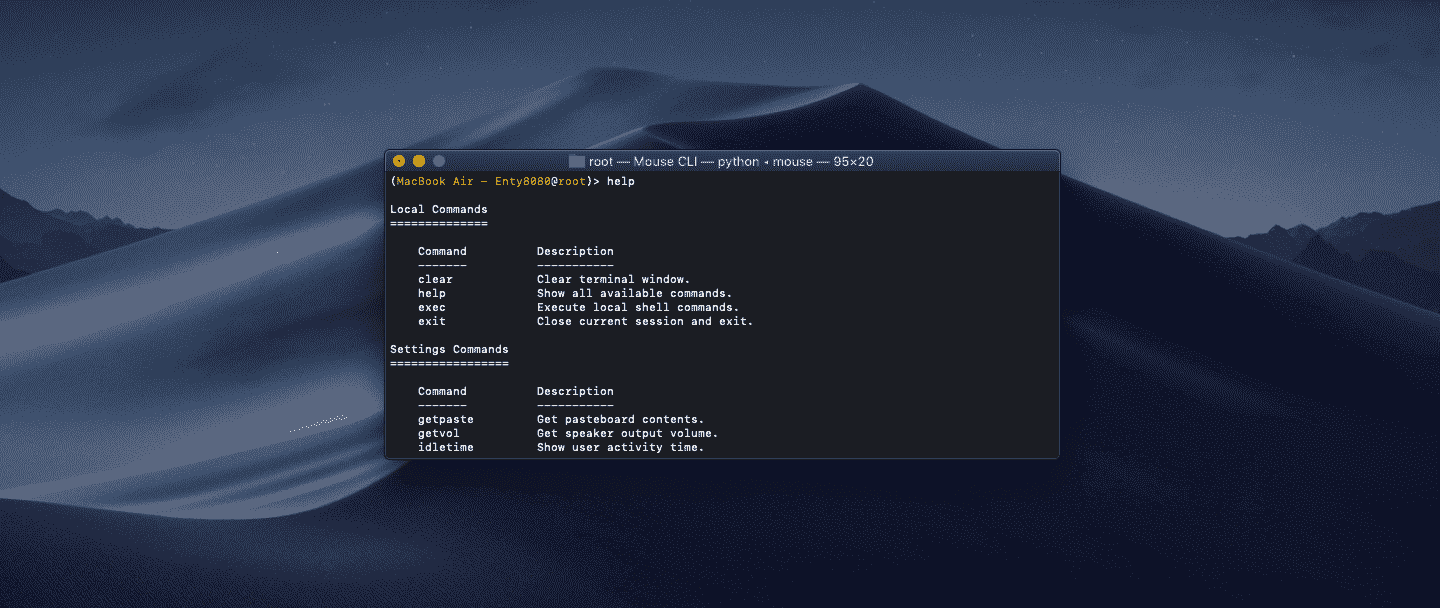 root — Mouse CLI — python ◂ mouse — 95×20
(MacBook Air – Enty8080@root)> help
Local Commands
==============
Command Description
------- -----------
clear Clear terminal window.
help Show all available commands.
exec Execute local shell commands.
exit Close current session and exit.
Settings Commands
=================
Command Description
------- -----------
getpaste Get pasteboard contents.
getvol Get speaker output volume.
idletime Show user activity time.